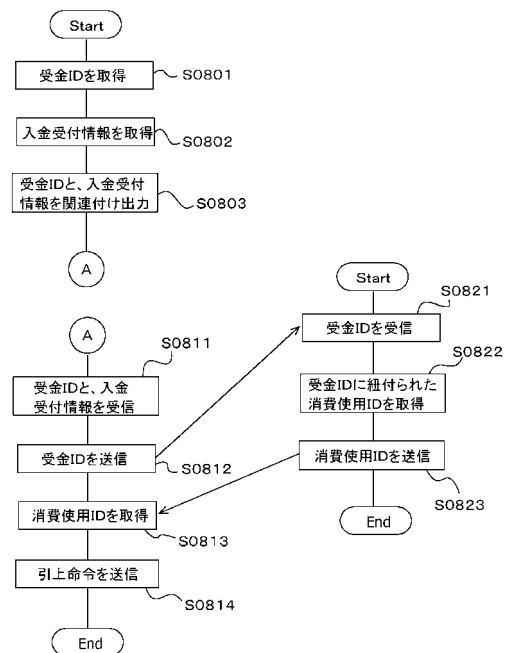 Start
受金IDを取得
S0801
入金受付情報を取得
S0802
受金IDと、入金受付
情報を関連付け出力
S0803
A
A
S0811
受金IDと、入金
受付情報を受信
受金IDを送信
S0812
消費使用IDを取得
S0813
引上命令を送信
S0814
End
Start
S0821
受金IDを受信
S0822
受金IDに紐付られた
消費使用IDを取得
消費使用IDを送信
S0823
End